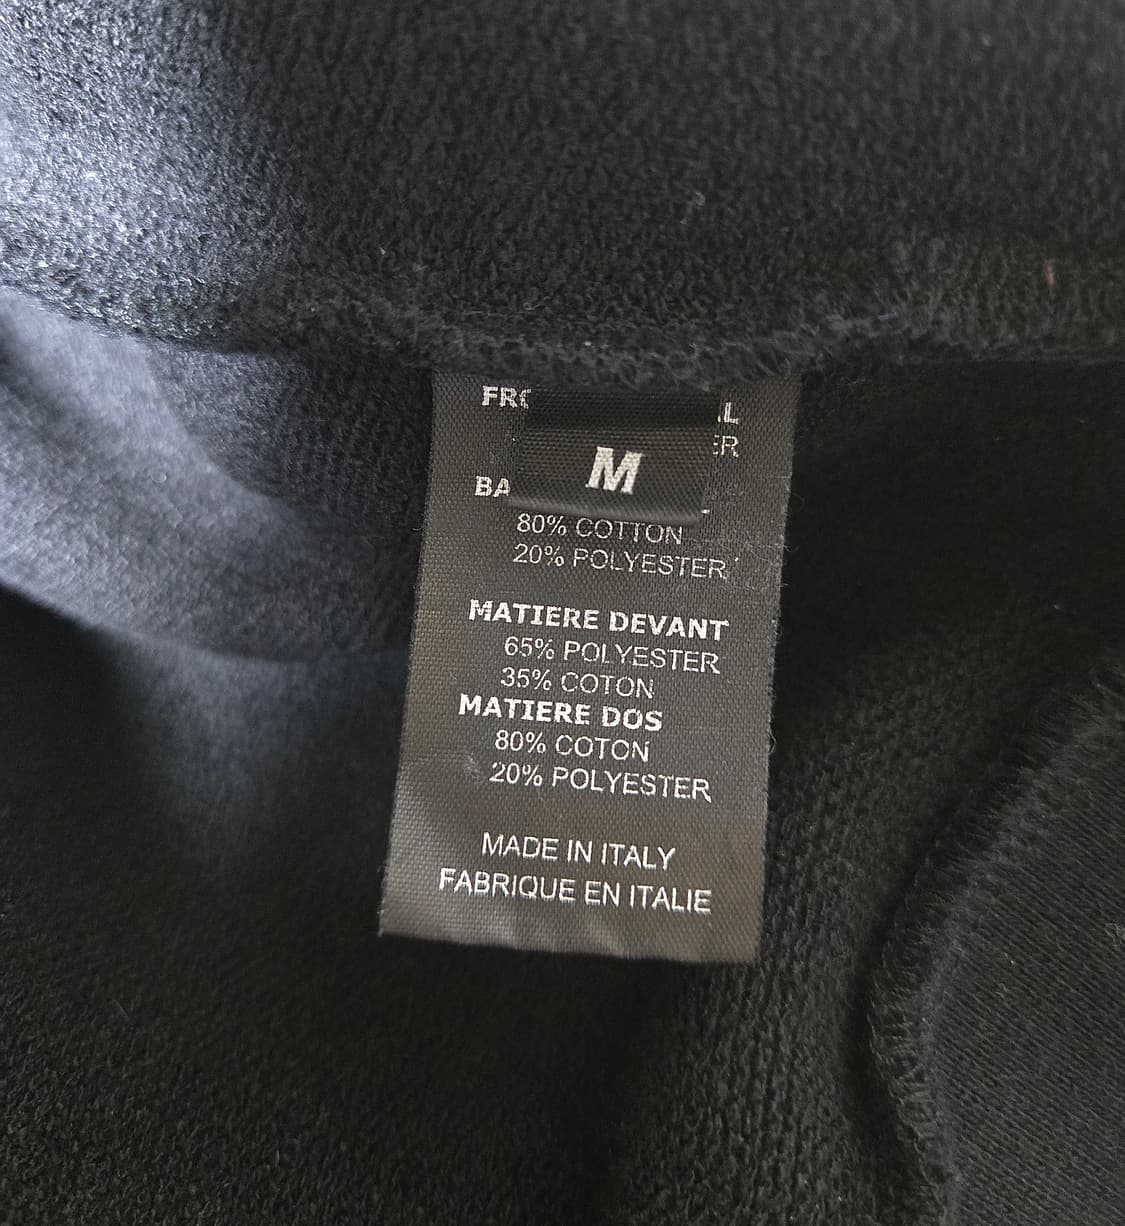 M
80% COTTON
20% POLYESTER
MATIERE DEVANT
65% POLYESTER
35% COTON
MATIERE DOS
80% COTON
20% POLYESTER
MADE IN ITALY
FABRIQUE EN ITALIE